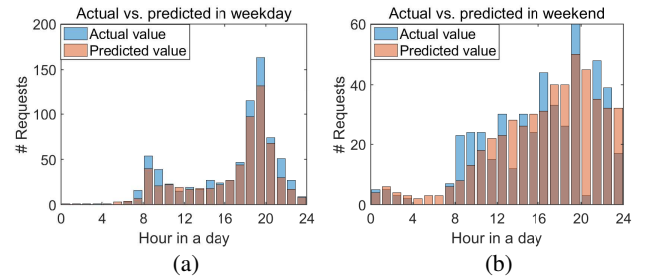 Actual vs. predicted in weekday
200
150
100
50
0
# Requests
Actual value
Predicted value
0 4 8 12 16 20 24
Hour in a day
(a)
Actual vs. predicted in weekend
60
40
20
0
# Requests
Actual value
Predicted value
0 4 8 12 16 20 24
Hour in a day
(b)